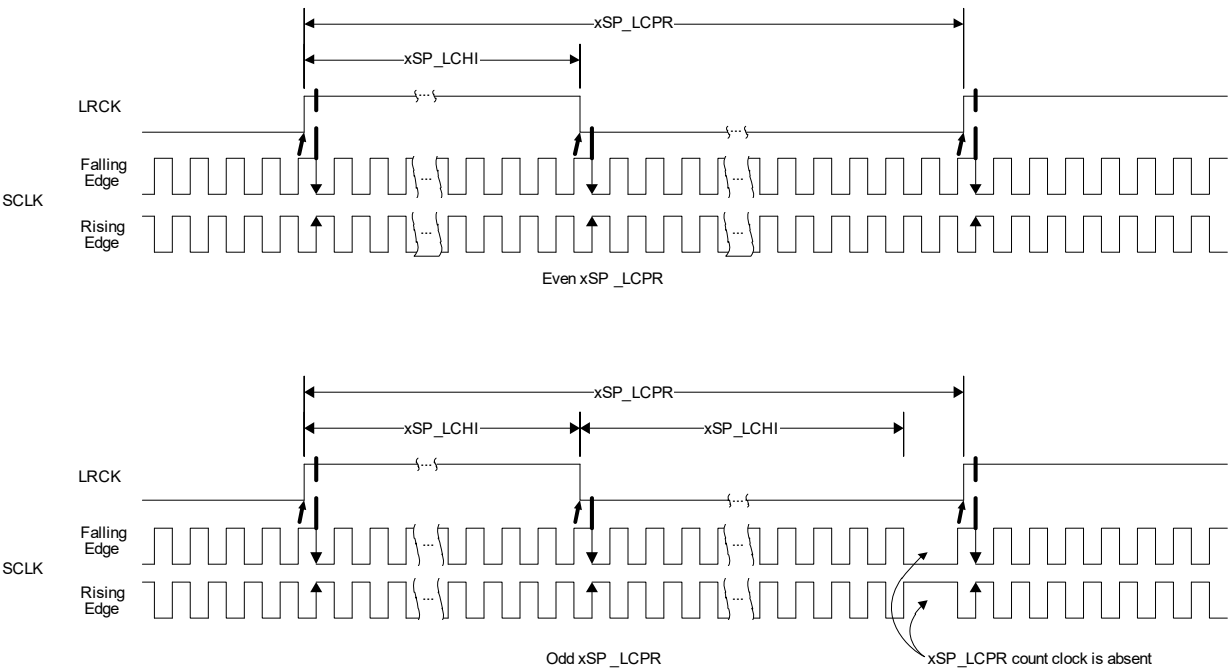 xSP_LCPR
xSP_LCHI
LRCK
...
...
Falling
Edge
...
...
SCLK
Rising
Edge
...
...
Even xSP _LCPR
xSP_LCPR
xSP_LCHI xSP_LCHI
LRCK
...
...
Falling
Edge
...
...
SCLK
Rising
Edge
...
...
Odd xSP _LCPR
xSP_LCPR count clock is absent